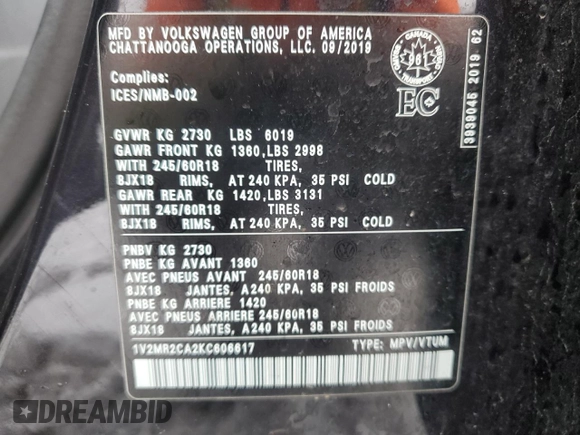 MFD BY VOLKSWAGEN GROUP OF AMERICA
CHATTANOOGA OPERATIONS, LLC. 09/2019
Complies:
ICES/NMB-002
CANADA
96
EC
3939045 2019 62
GVWR KG 2730 LBS 6019
GAWR FRONT KG 1360,LBS 2998
WITH 245/60R18 TIRES,
8JX18 RIMS, AT 240 KPA, 35 PSI COLD
GAWR REAR KG 1420,LBS 3131
WITH 245/60R18 TIRES,
8JX18 RIMS, AT 240 KPA, 35 PSI COLD
PNBV KG 2730
PNBE KG AVANT 1360
AVEC PNEUS AVANT 245/60R18
8JX18 JANTES, A 240 KPA, 35 PSI FROIDS
PNBE KG ARRIERE 1420
AVEC PNEUS ARRIERE 245/60R18
8JX18 JANTES, A 240 KPA, 35 PSI FROIDS
1V2MR2CA2KC606617 TYPE: MPV/VTUM
DREAMBID